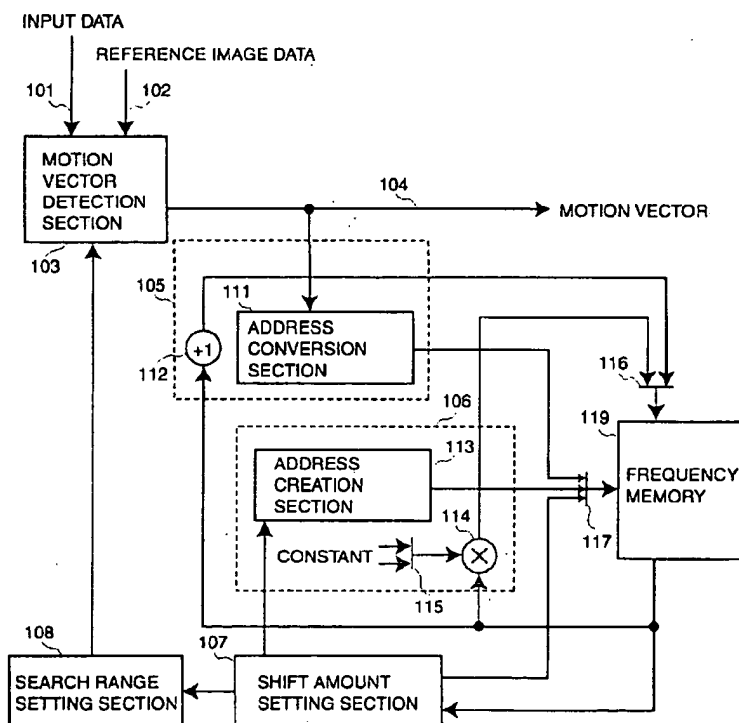 INPUT DATA
REFERENCE IMAGE DATA
101
102
MOTION
VECTOR
DETECTION
SECTION
103
104
MOTION VECTOR
105
111
ADDRESS
CONVERSION
SECTION
+1
112
116
106
119
113
ADDRESS
CREATION
SECTION
FREQUENCY
MEMORY
114
CONSTANT
×
117
115
108
107
SEARCH RANGE
SETTING SECTION
SHIFT AMOUNT
SETTING SECTION